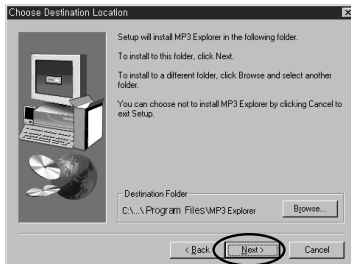 Choose Destination Location
Setup will install MP3 Explorer in the following folder.
To install to this folder, click Next.
To install to a different folder, click Browse and select another
folder.
You can choose not to install MP3 Explorer by clicking Cancel to
exit Setup.
Destination Folder
C:\...\ Program Files\MP3 Explorer
Browse...
< Back
Next >
Cancel